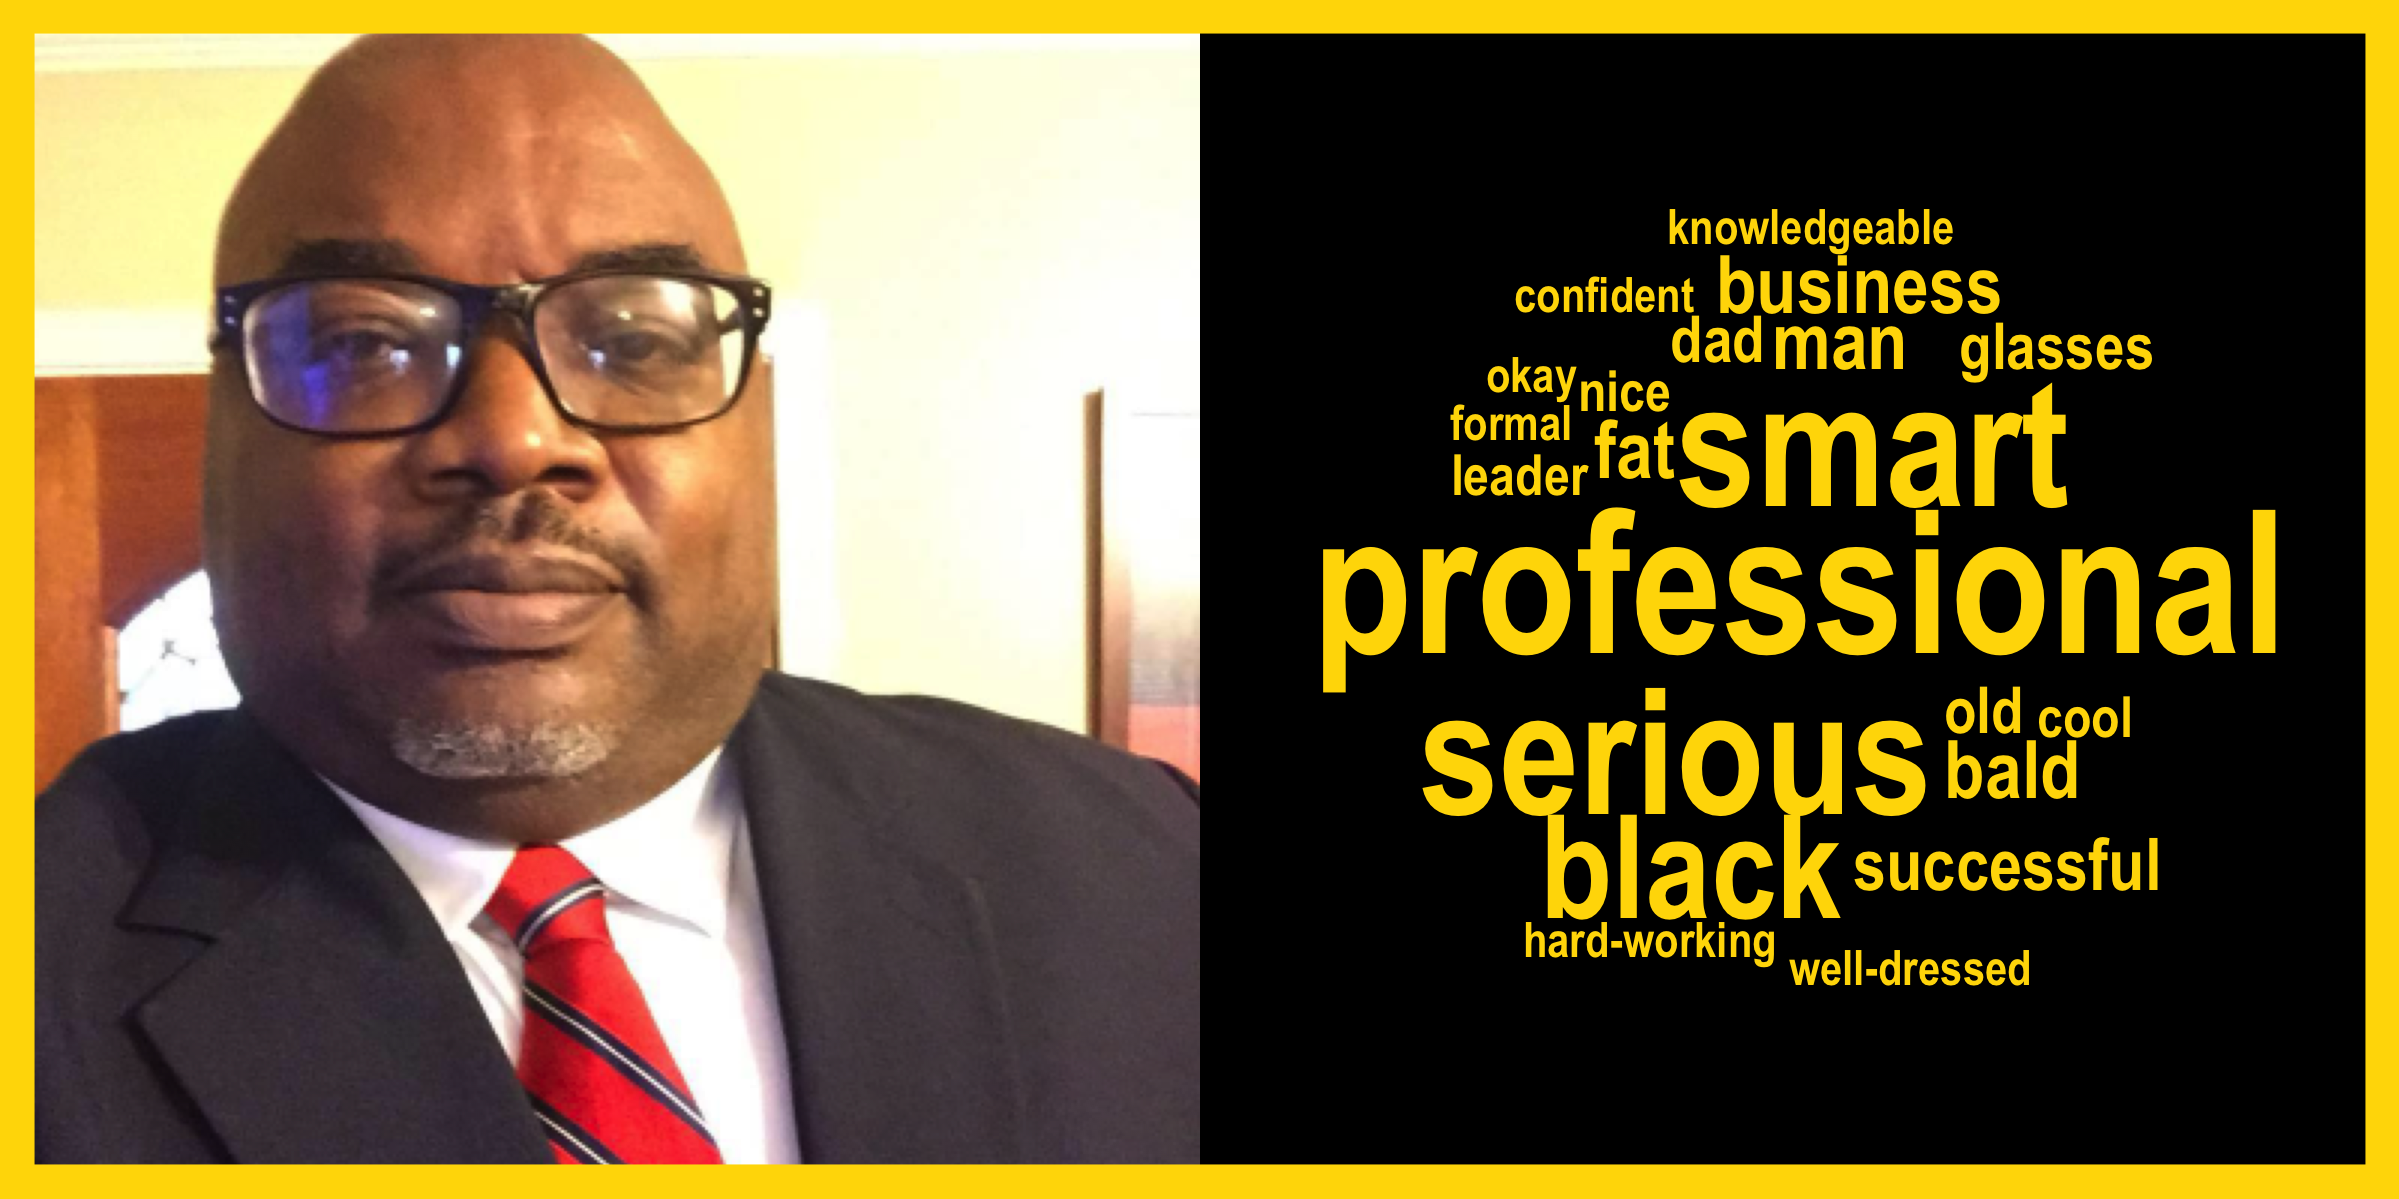 knowledgeable
confident business
dad man glasses
okay nice
formal
fat smart
leader
professional
serious old cool
bald
black successful
hard-working
well-dressed